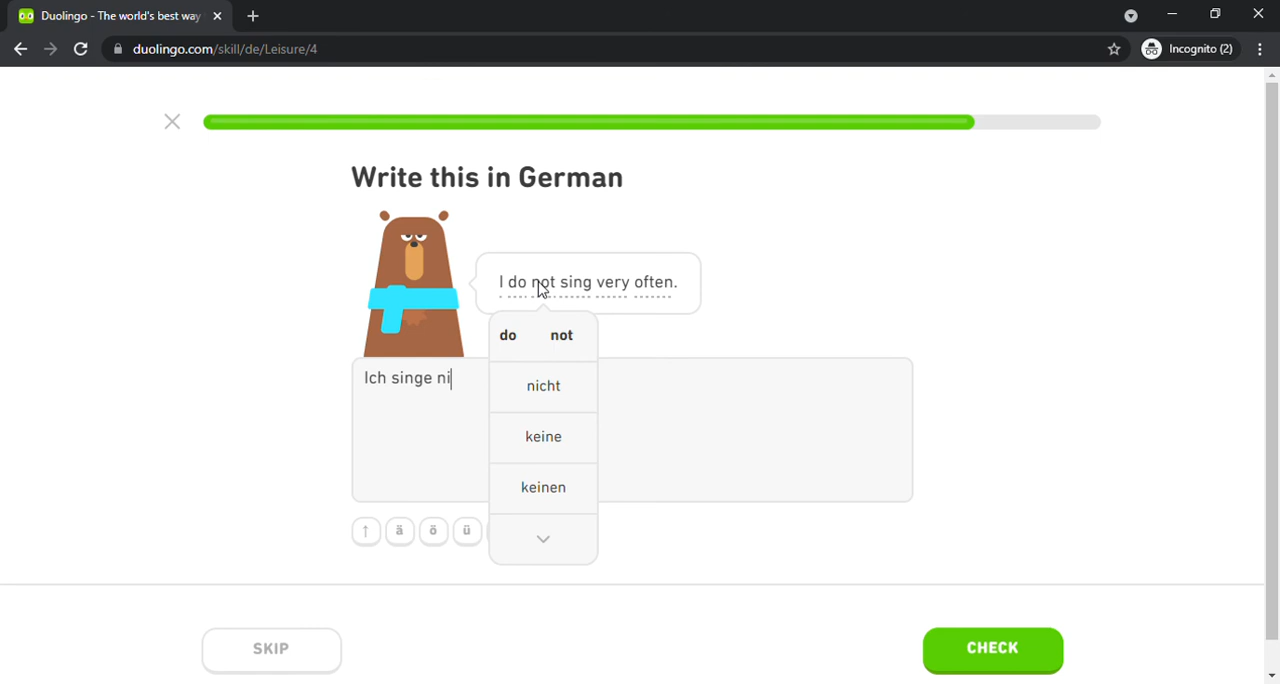 Duolingo - The world's best way
duolingo.com/skill/de/Leisure/4
Incognito (2)
Write this in German
I do not sing very often.
do not
nicht
keine
keinen
Ich singe ni
↑ ä ö ü
SKIP
CHECK